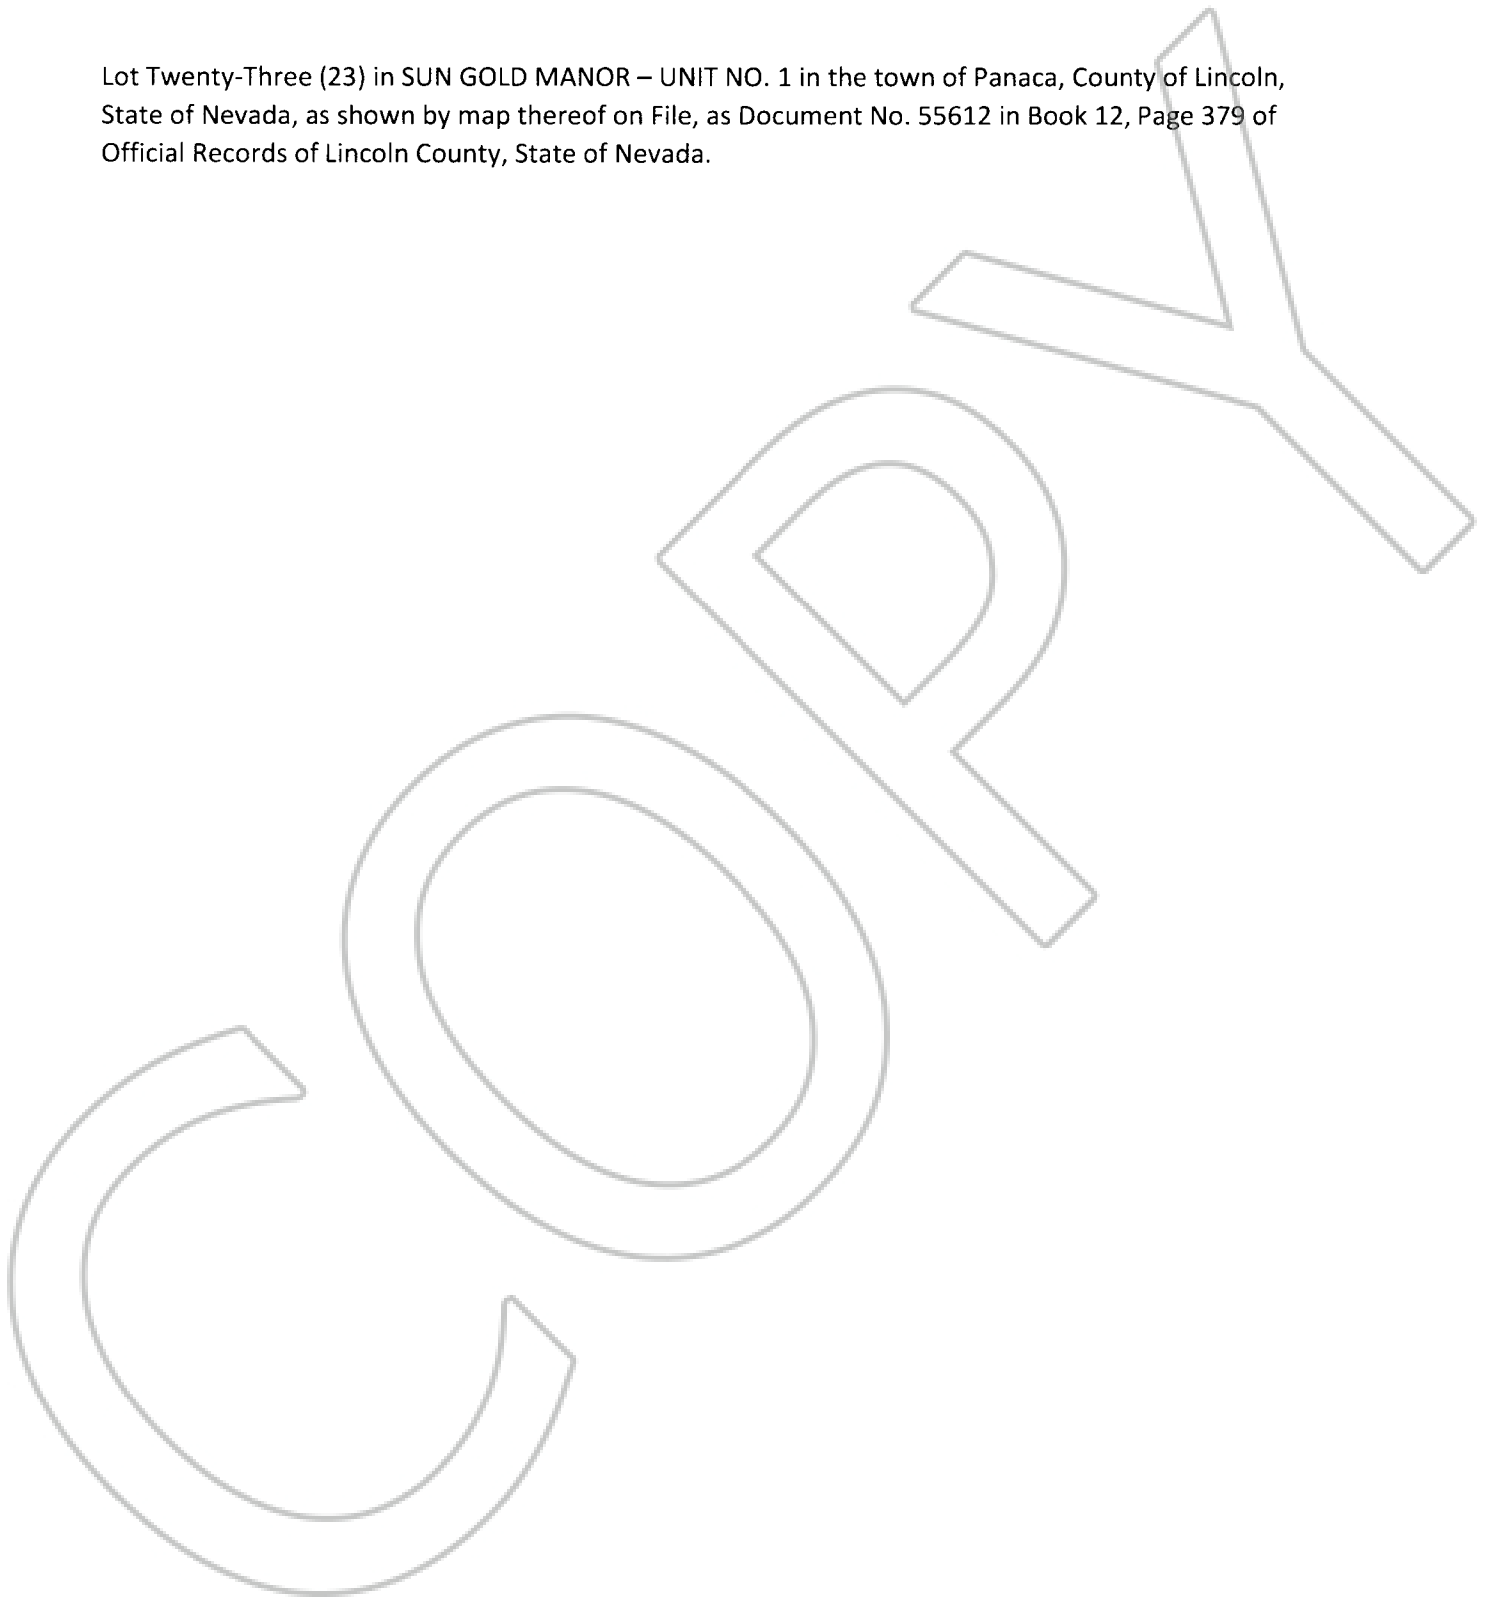 Lot Twenty-Three (23) in SUN GOLD MANOR – UNIT NO. 1 in the town of Panaca, County of Lincoln,
State of Nevada, as shown by map thereof on File, as Document No. 55612 in Book 12, Page 379 of
Official Records of Lincoln County, State of Nevada.
COPY